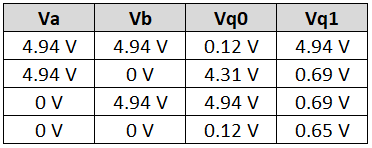 Va Vb Vq0 Vq1
4.94 V 4.94 V 0.12 V 4.94 V
4.94 V 0 V 4.31 V 0.69 V
0 V 4.94 V 4.94 V 0.69 V
0 V 0 V 0.12 V 0.65 V